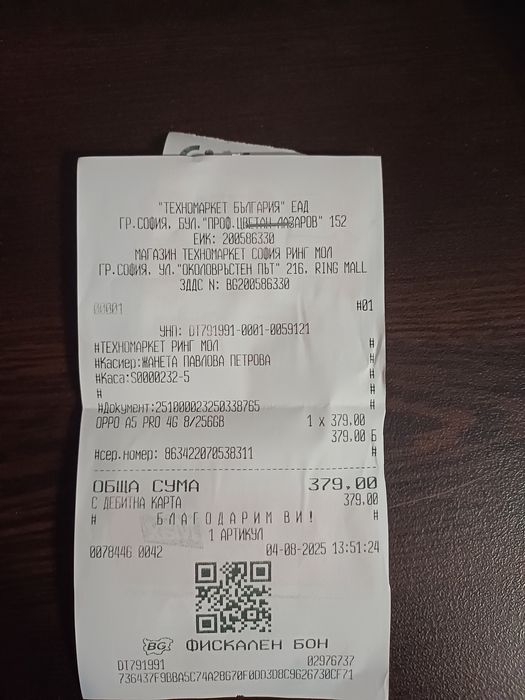 "ТЕХНОМАРКЕТ БЪЛГАРИЯ" ЕАД
ГР.СОФИЯ, БУЛ."ПРОФ.ЦВЕТАН ЛАЗАРОВ" 152
ЕИК: 200586330
МАГАЗИН ТЕХНОМАРКЕТ СОФИЯ РИНГ МОЛ
ГР.СОФИЯ, УЛ."ОКОЛОВРЪСТЕН ПЪТ" 216, RING MALL
ЗДДС N: BG200586330
00001 #01
УНП: DT791991-0001-0059121
#ТЕХНОМАРКЕТ РИНГ МОЛ #
#Касиер:ЖАНЕТА ПАВЛОВА ПЕТРОВА #
#Каса:S0000232-5 #
# #
#Документ:251000023250338765 #
OPPO A5 PRO 4G 8/256GB 1 x 379.00
379.00 Б
#сер.номер: 863422070538311 #
ОБЩА СУМА 379.00
С ДЕБИТНА КАРТА 379.00
# БЛАГОДАРИМ ВИ! #
1 АРТИКУЛ
0078446 0042 04-08-2025 13:51:24
BG ФИСКАЛЕН БОН
DT791991 02976737
736437F9BBA5C74A28G70F0DD3D8C9626730CF71